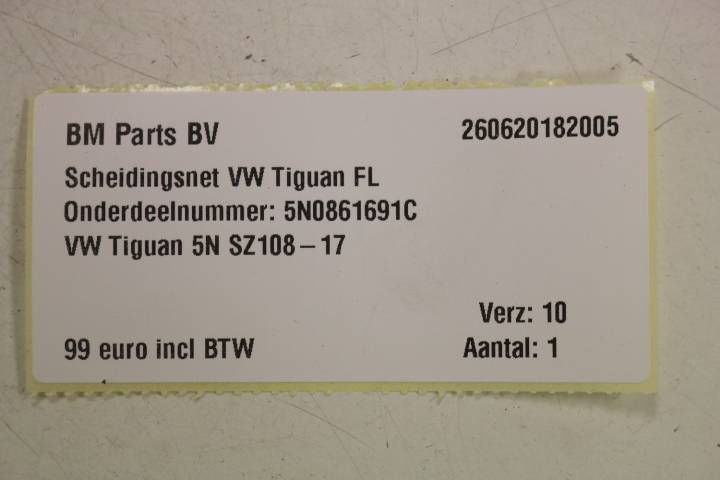 BM Parts BV 260620182005
Scheidingsnet VW Tiguan FL
Onderdeelnummer: 5N0861691C
VW Tiguan 5N SZ108 – 17
Verz: 10
99 euro incl BTW Aantal: 1